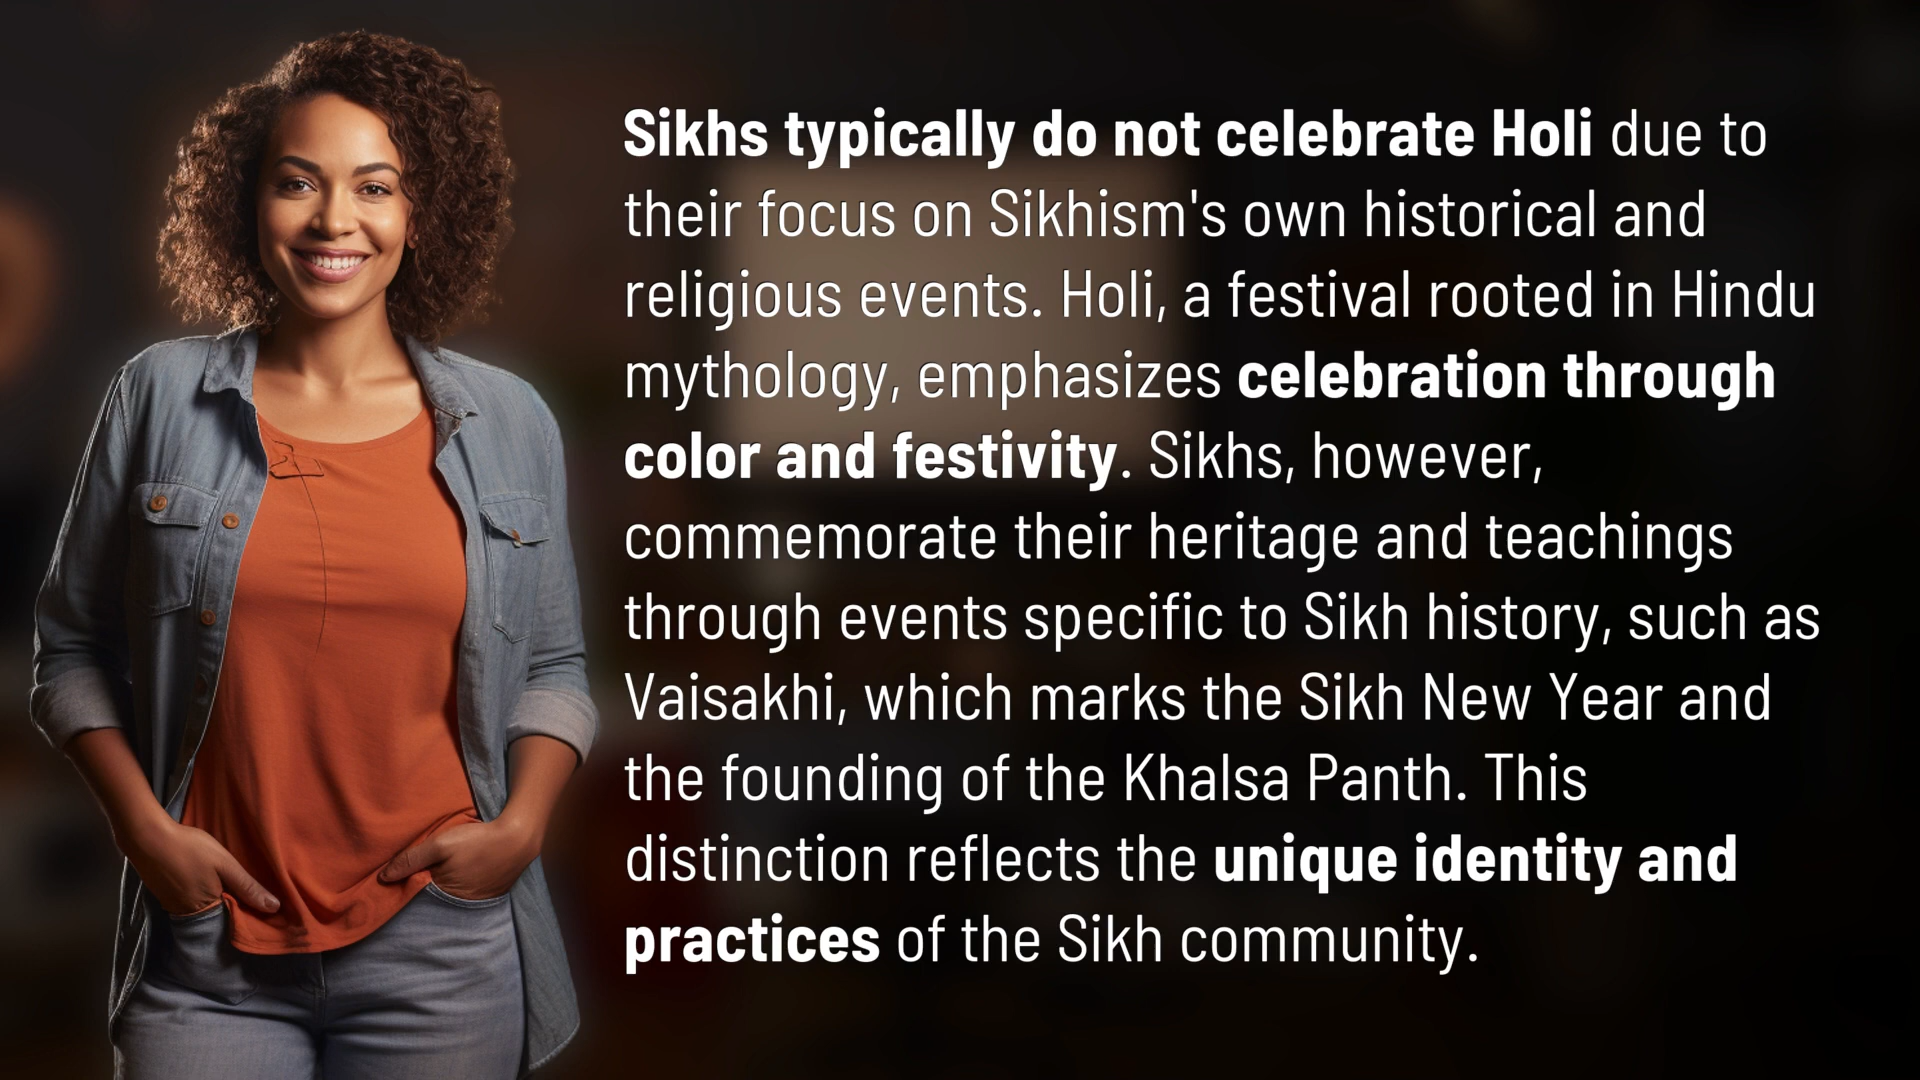 Sikhs typically do not celebrate Holi due to
their focus on Sikhism's own historical and
religious events. Holi, a festival rooted in Hindu
mythology, emphasizes celebration through
color and festivity. Sikhs, however,
commemorate their heritage and teachings
through events specific to Sikh history, such as
Vaisakhi, which marks the Sikh New Year and
the founding of the Khalsa Panth. This
distinction reflects the unique identity and
practices of the Sikh community.